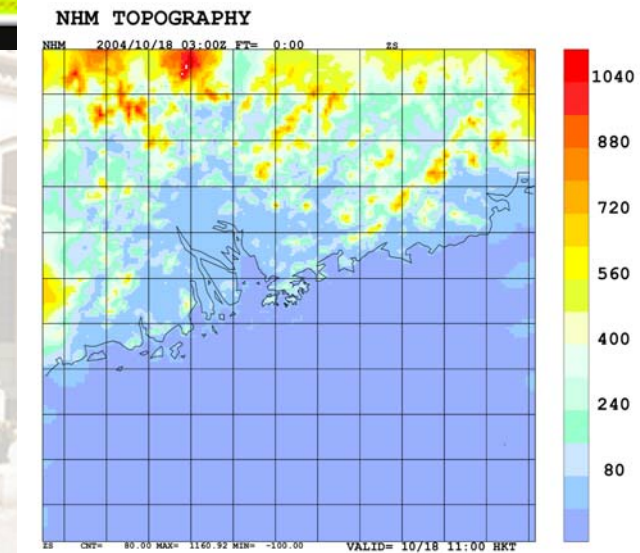 NHM TOPOGRAPHY
NHM 2004/10/18 03:00Z FT= 0:00 ZS
1040
880
720
560
400
240
80
ZS CNT= 80.00 MAX= 1160.92 MIN= -100.00 VALID= 10/18 11:00 HKT